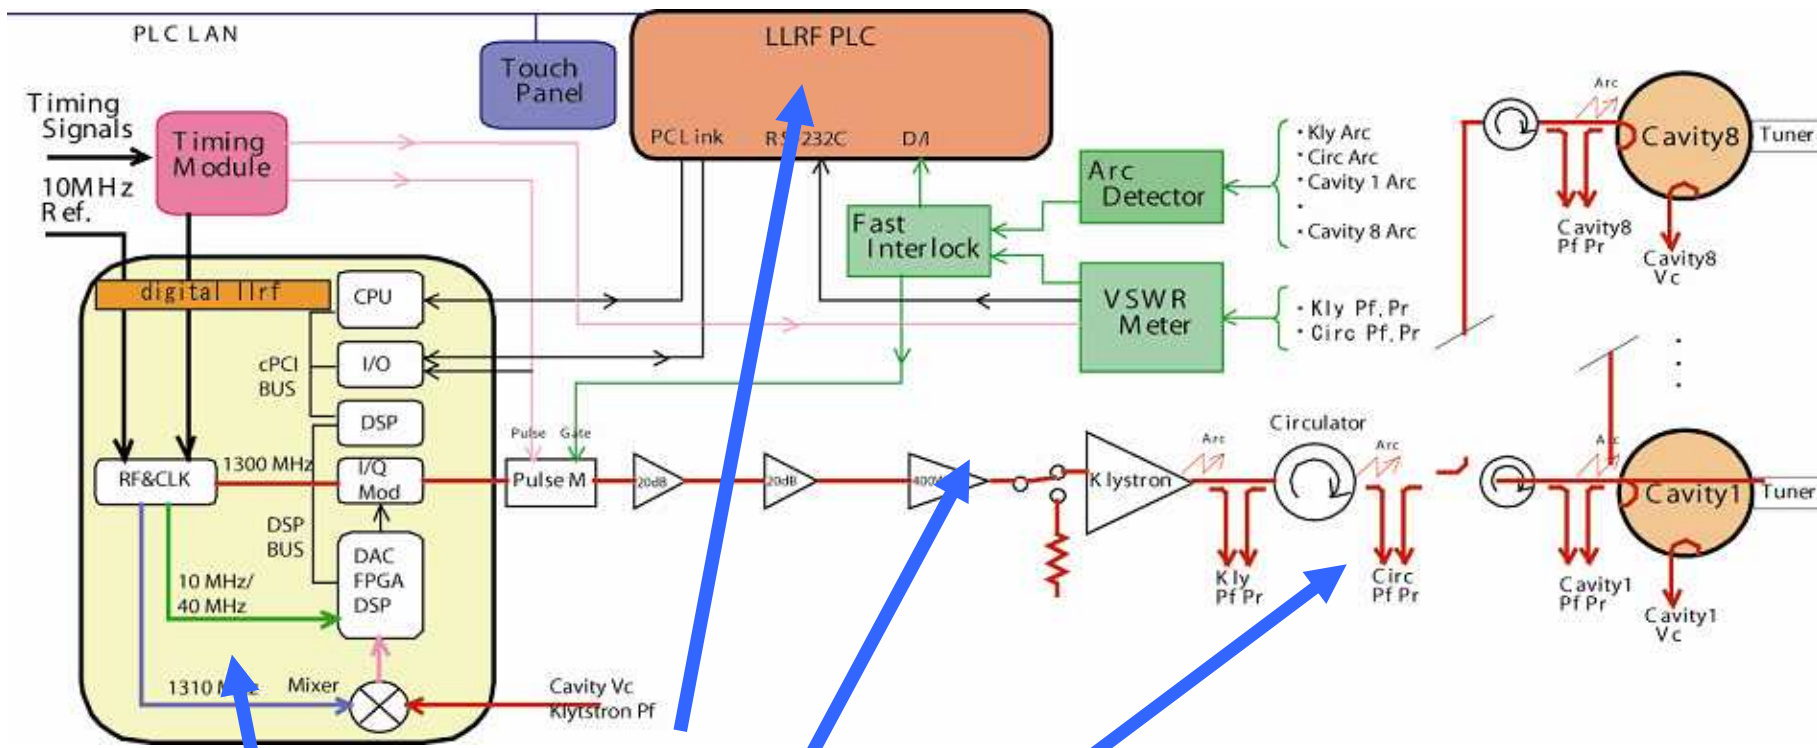 PLC LAN
LLRF PLC
Touch
Panel
Timing
Signals
Timing
Module
10MHz
Ref.
PCLink
D/I
Arc
Detector
・Kly Arc
・Circ Arc
・Cavity 1 Arc
・
・Cavity 8 Arc
Fast
Interlock
VSWR
Meter
・Kly Pf, Pr
・Circ Pf, Pr
Arc
Cavity8
Tuner
Cavity8
Pf Pr
Cavity8
Vc
digital llrf
CPU
cPCI
BUS
I/O
DSP
RF&CLK
1300 MHz
I/Q
Mod
DSP
BUS
DAC
FPGA
DSP
10 MHz/
40 MHz
1310
Mixer
Cavity Vc
Klytstron Pf
Pulse
Gate
Pulse M
20dB
20dB
Klystron
Arc
Circulator
Arc
Kly
Pf Pr
Circ
Pf Pr
Cavity1
Tuner
Cavity1
Pf Pr
Cavity1
Vc